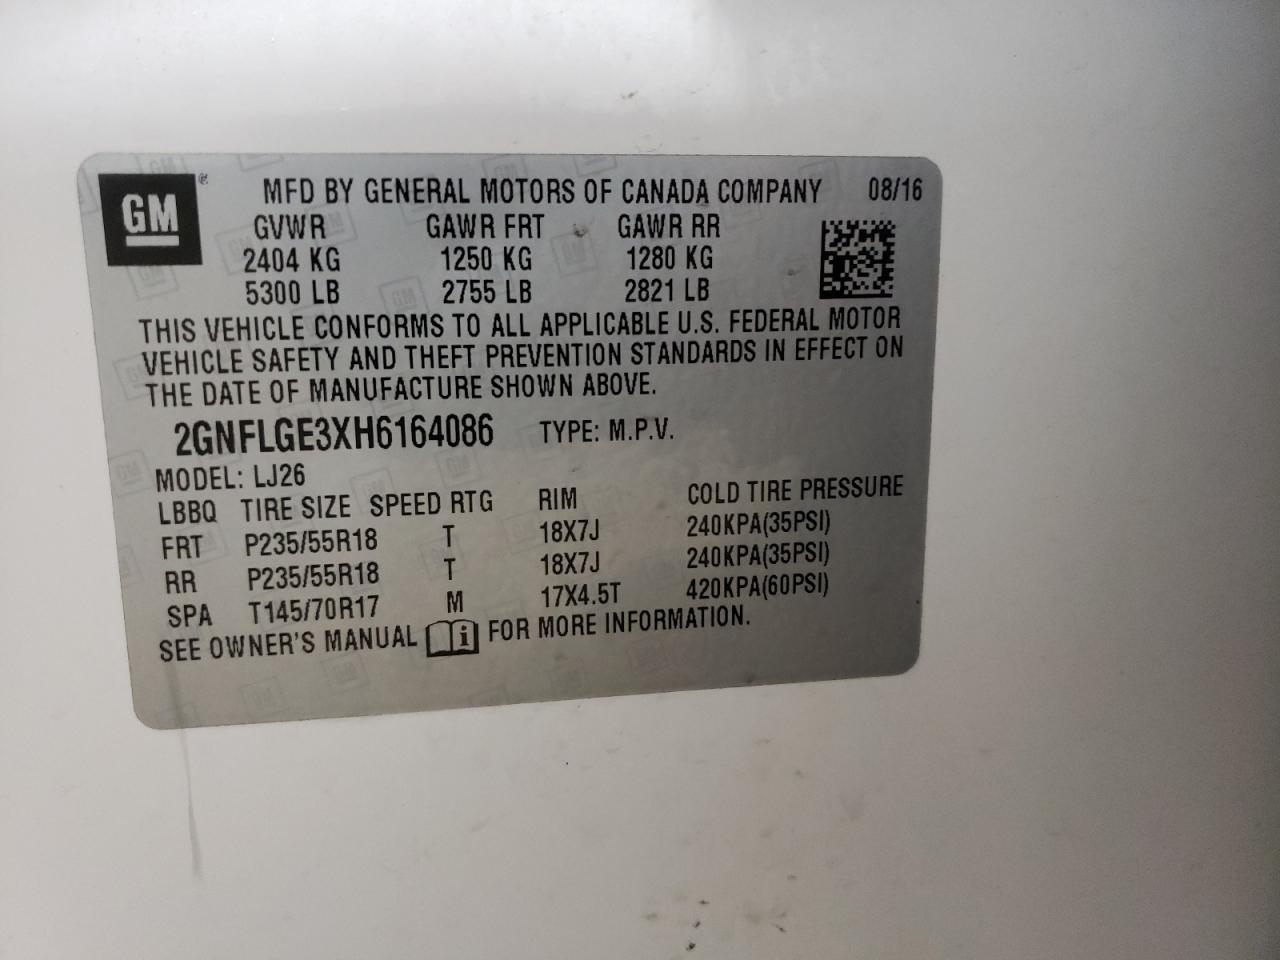 GM ® MFD BY GENERAL MOTORS OF CANADA COMPANY 08/16
GVWR GAWR FRT GAWR RR
2404 KG 1250 KG 1280 KG
5300 LB 2755 LB 2821 LB
THIS VEHICLE CONFORMS TO ALL APPLICABLE U.S. FEDERAL MOTOR
VEHICLE SAFETY AND THEFT PREVENTION STANDARDS IN EFFECT ON
THE DATE OF MANUFACTURE SHOWN ABOVE.
2GNFLGE3XH6164086 TYPE: M.P.V.
MODEL: LJ26
LBBQ TIRE SIZE SPEED RTG RIM COLD TIRE PRESSURE
FRT P235/55R18 T 18X7J 240KPA(35PSI)
RR P235/55R18 T 18X7J 240KPA(35PSI)
SPA T145/70R17 M 17X4.5T 420KPA(60PSI)
SEE OWNER'S MANUAL i FOR MORE INFORMATION.